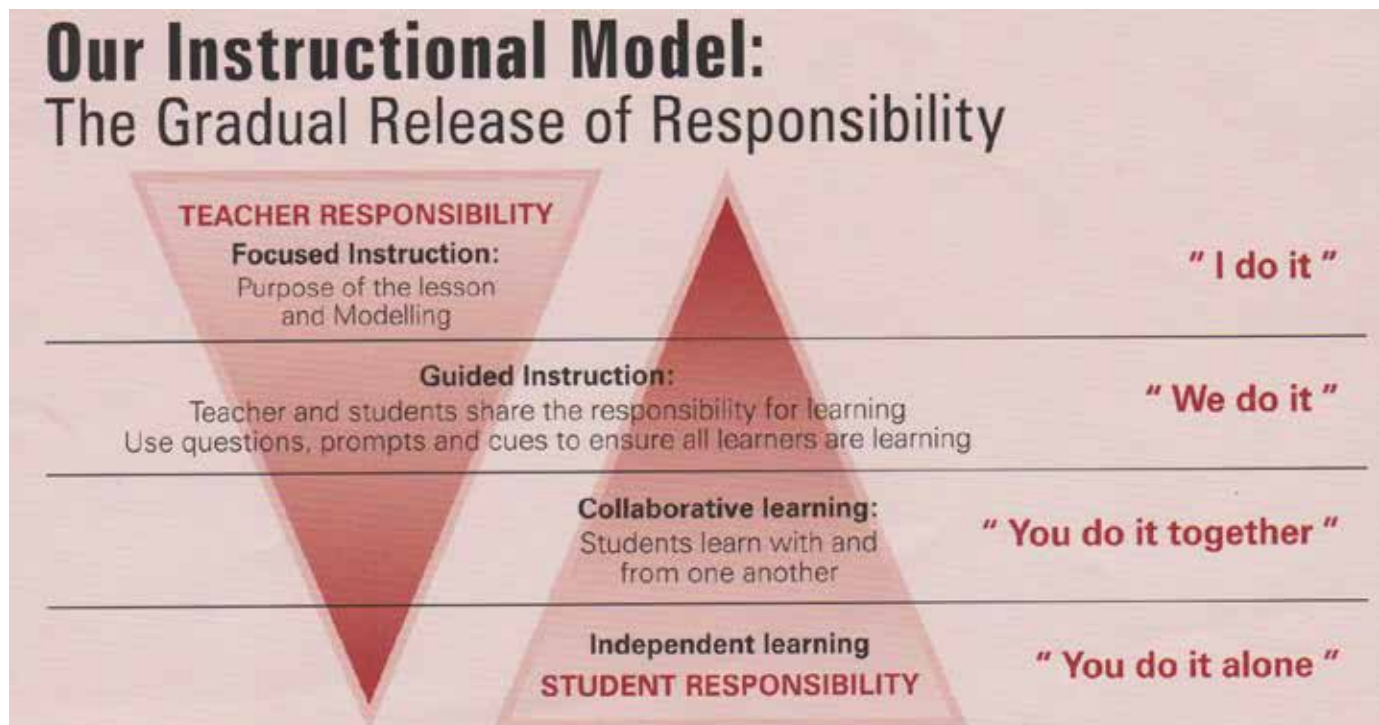 Our Instructional Model:
The Gradual Release of Responsibility
TEACHER RESPONSIBILITY
Focused Instruction:
Purpose of the lesson
and Modelling
" I do it "
Guided Instruction:
Teacher and students share the responsibility for learning
Use questions, prompts and cues to ensure all learners are learning
" We do it "
Collaborative learning:
Students learn with and
from one another
" You do it together "
Independent learning
STUDENT RESPONSIBILITY
" You do it alone "